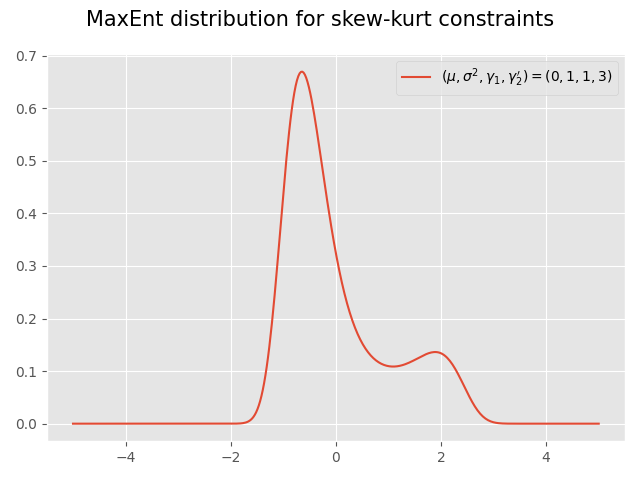 MaxEnt distribution for skew-kurt constraints
0.7
0.6
0.5
0.4
0.3
0.2
0.1
0.0
(μ, σ², γ₁, γ₂′) = (0, 1, 1, 3)
−4 −2 0 2 4